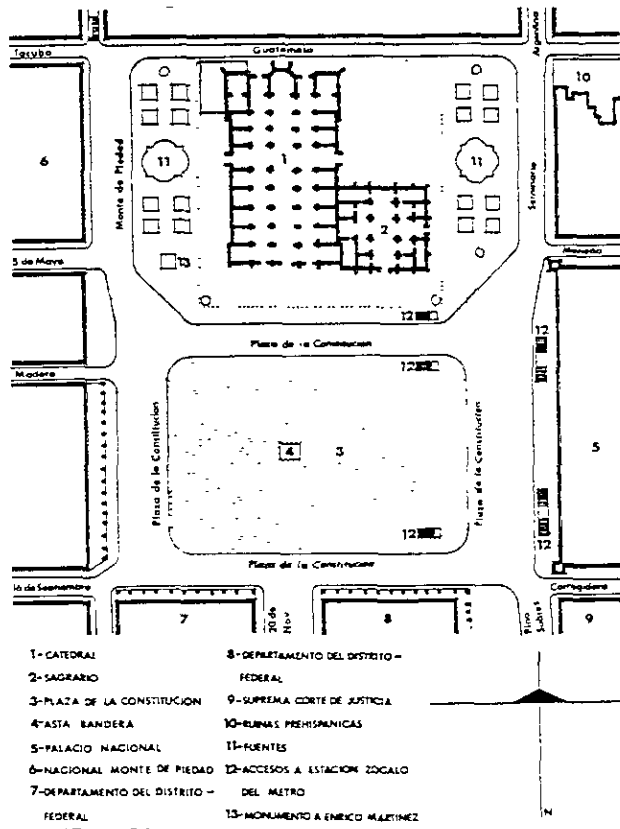 Tacuba
Guatemala
Argentina
10
6
Monte de Piedad
11
1
11
Seminario
2
13
5 de Mayo
Moneda
12
Plaza de la Constitucion
12
12
Madero
Plaza de la Constitucion
4
3
Plaza de la Constitucion
5
12
12
Plaza de la Constitucion
16 de Septiembre
Corregidora
7
20 de
Nov
8
Pino
Suarez
9
1-CATEDRAL
2-SAGRARIO
3-PLAZA DE LA CONSTITUCION
4-ASTA BANDERA
5-PALACIO NACIONAL
6-NACIONAL MONTE DE PIEDAD
7-DEPARTAMENTO DEL DISTRITO-
FEDERAL
8-DEPARTAMENTO DEL DISTRITO-
FEDERAL
9-SUPREMA CORTE DE JUSTICIA
10-RUINAS PREHISPANICAS
11-FUENTES
12-ACCESOS A ESTACION ZOCALO
DEL METRO
13-MONUMENTO A ENRICO MARTINEZ
N